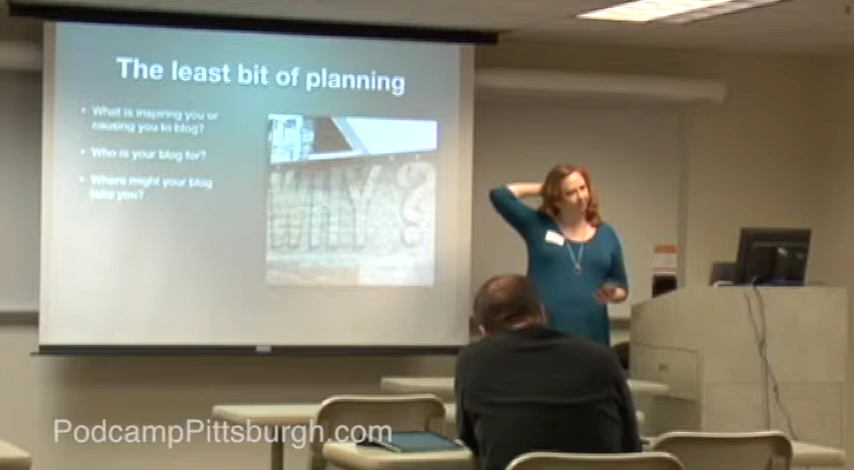 The least bit of planning
• What is inspiring you or
causing you to blog?
• Who is your blog for?
• Where might your blog
take you?
WHY?
PodcampPittsburgh.com